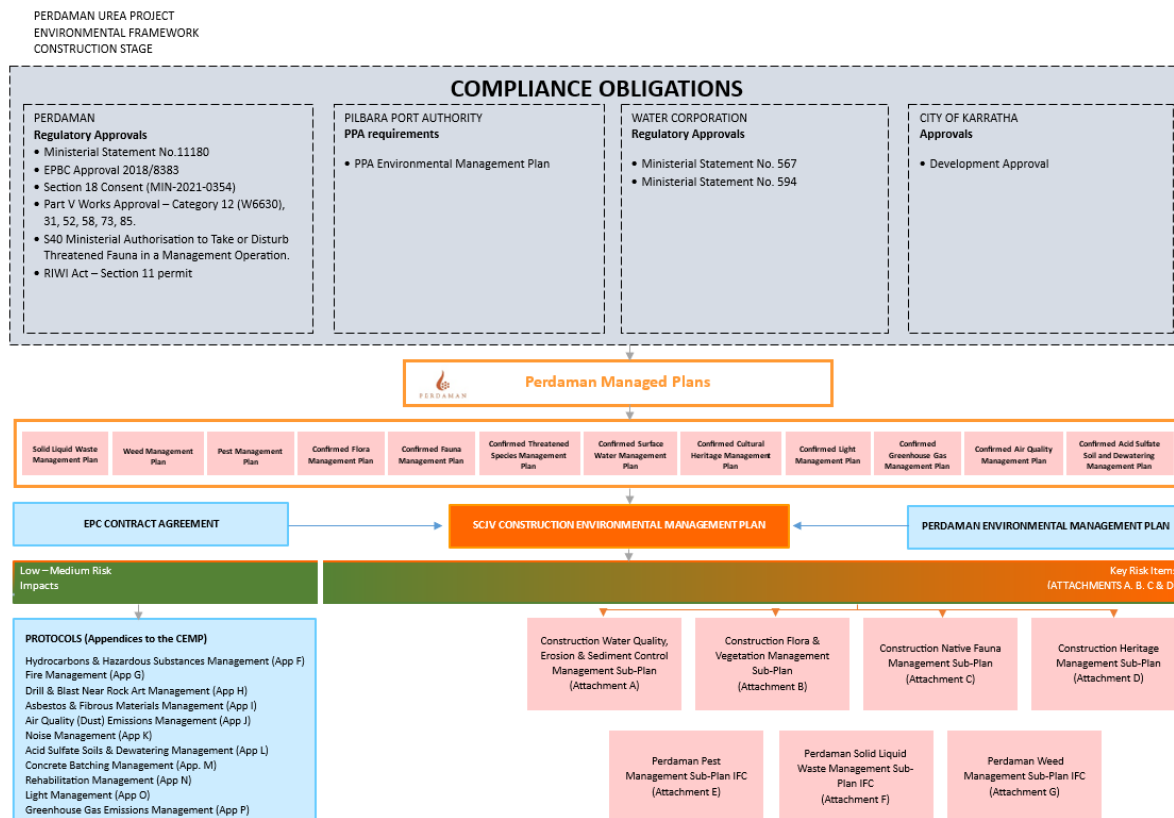 PERDAMAN UREA PROJECT
ENVIRONMENTAL FRAMEWORK
CONSTRUCTION STAGE
COMPLIANCE OBLIGATIONS
PERDAMAN
Regulatory Approvals
• Ministerial Statement No.11180
• EPBC Approval 2018/8383
• Section 18 Consent (MIN-2021-0354)
• Part V Works Approval – Category 12 (W6630),
31, 52, 58, 73, 85.
• S40 Ministerial Authorisation to Take or Disturb
Threatened Fauna in a Management Operation.
• RIWI Act – Section 11 permit
PILBARA PORT AUTHORITY
PPA requirements
• PPA Environmental Management Plan
WATER CORPORATION
Regulatory Approvals
• Ministerial Statement No. 567
• Ministerial Statement No. 594
CITY OF KARRATHA
Approvals
• Development Approval
PERDAMAN
Perdaman Managed Plans
Solid Liquid Waste
Management Plan
Weed Management
Plan
Pest Management
Plan
Confirmed Flora
Management Plan
Confirmed Fauna
Management Plan
Confirmed Threatened
Species Management
Plan
Confirmed Surface
Water Management
Plan
Confirmed Cultural
Heritage Management
Plan
Confirmed Light
Management Plan
Confirmed
Greenhouse Gas
Management Plan
Confirmed Air Quality
Management Plan
Confirmed Acid Sulfate
Soil and Dewatering
Management Plan
EPC CONTRACT AGREEMENT
SCJV CONSTRUCTION ENVIRONMENTAL MANAGEMENT PLAN
PERDAMAN ENVIRONMENTAL MANAGEMENT PLAN
Low – Medium Risk
Impacts
Key Risk Items
(ATTACHMENTS A. B. C & D
PROTOCOLS (Appendices to the CEMP)
Hydrocarbons & Hazardous Substances Management (App F)
Fire Management (App G)
Drill & Blast Near Rock Art Management (App H)
Asbestos & Fibrous Materials Management (App I)
Air Quality (Dust) Emissions Management (App J)
Noise Management (App K)
Acid Sulfate Soils & Dewatering Management (App L)
Concrete Batching Management (App. M)
Rehabilitation Management (App N)
Light Management (App O)
Greenhouse Gas Emissions Management (App P)
Construction Water Quality,
Erosion & Sediment Control
Management Sub-Plan
(Attachment A)
Construction Flora &
Vegetation Management
Sub-Plan
(Attachment B)
Construction Native Fauna
Management Sub-Plan
(Attachment C)
Construction Heritage
Management Sub-Plan
(Attachment D)
Perdaman Pest
Management Sub-Plan IFC
(Attachment E)
Perdaman Solid Liquid
Waste Management Sub-
Plan IFC
(Attachment F)
Perdaman Weed
Management Sub-Plan IFC
(Attachment G)